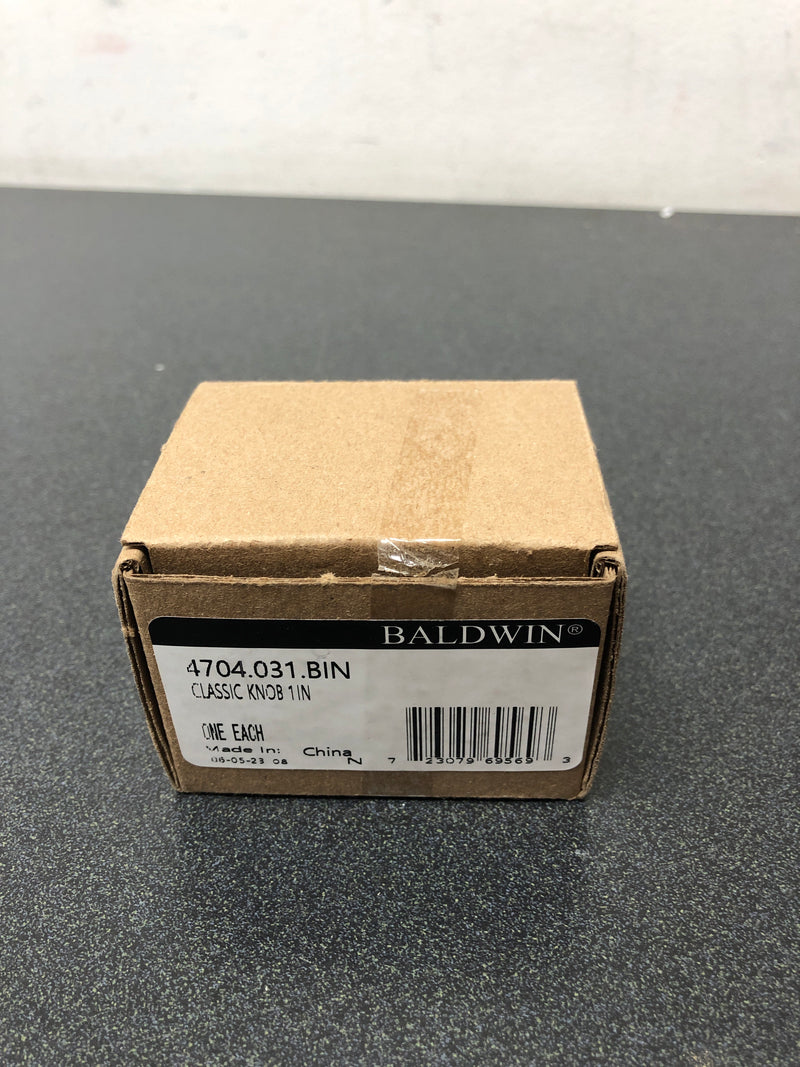 BALDWIN®
4704.031.BIN
CLASSIC KNOB 1IN
ONE EACH
Made In: China
06-05-23 08 N
7 23079 69569 3